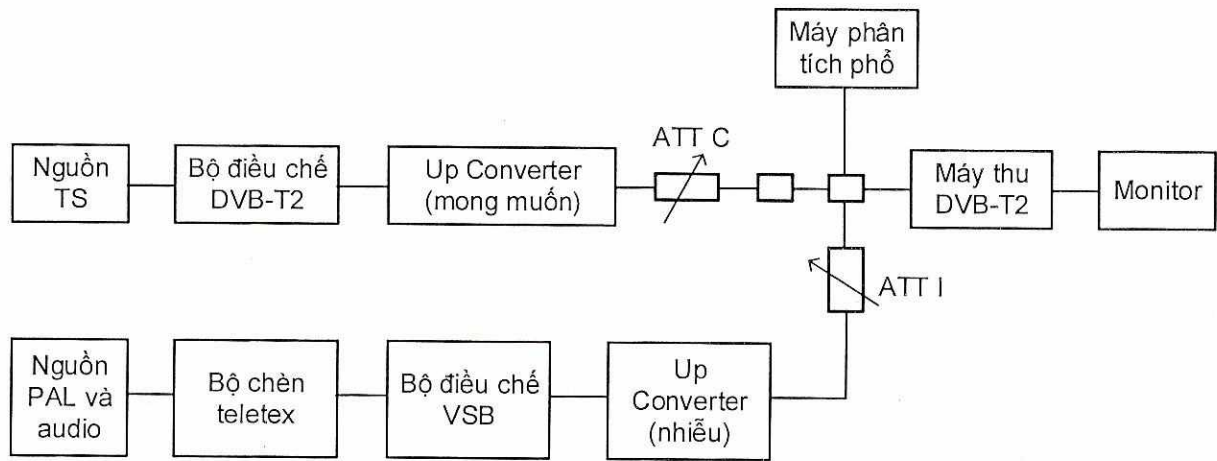 Máy phân
tích phổ
ATT C
Nguồn
TS
Bộ điều chế
DVB-T2
Up Converter
(mong muốn)
Máy thu
DVB-T2
Monitor
ATT I
Nguồn
PAL và
audio
Bộ chèn
teletex
Bộ điều chế
VSB
Up
Converter
(nhiễu)